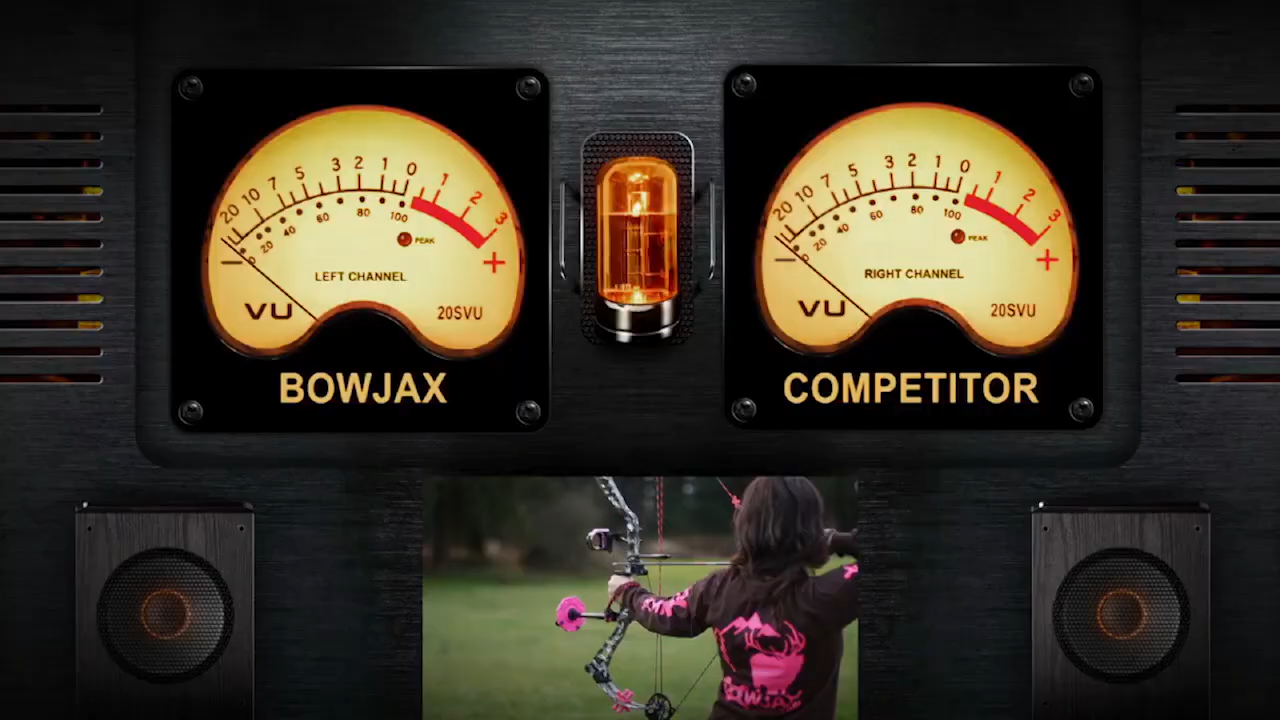 20 10 7 5 3 2 1 0 1 2 3
0 20 40 60 80 100
PEAK
− +
LEFT CHANNEL
VU 20SVU
BOWJAX
20 10 7 5 3 2 1 0 1 2 3
0 20 40 60 80 100
PEAK
− +
RIGHT CHANNEL
VU 20SVU
COMPETITOR
BOWJAX